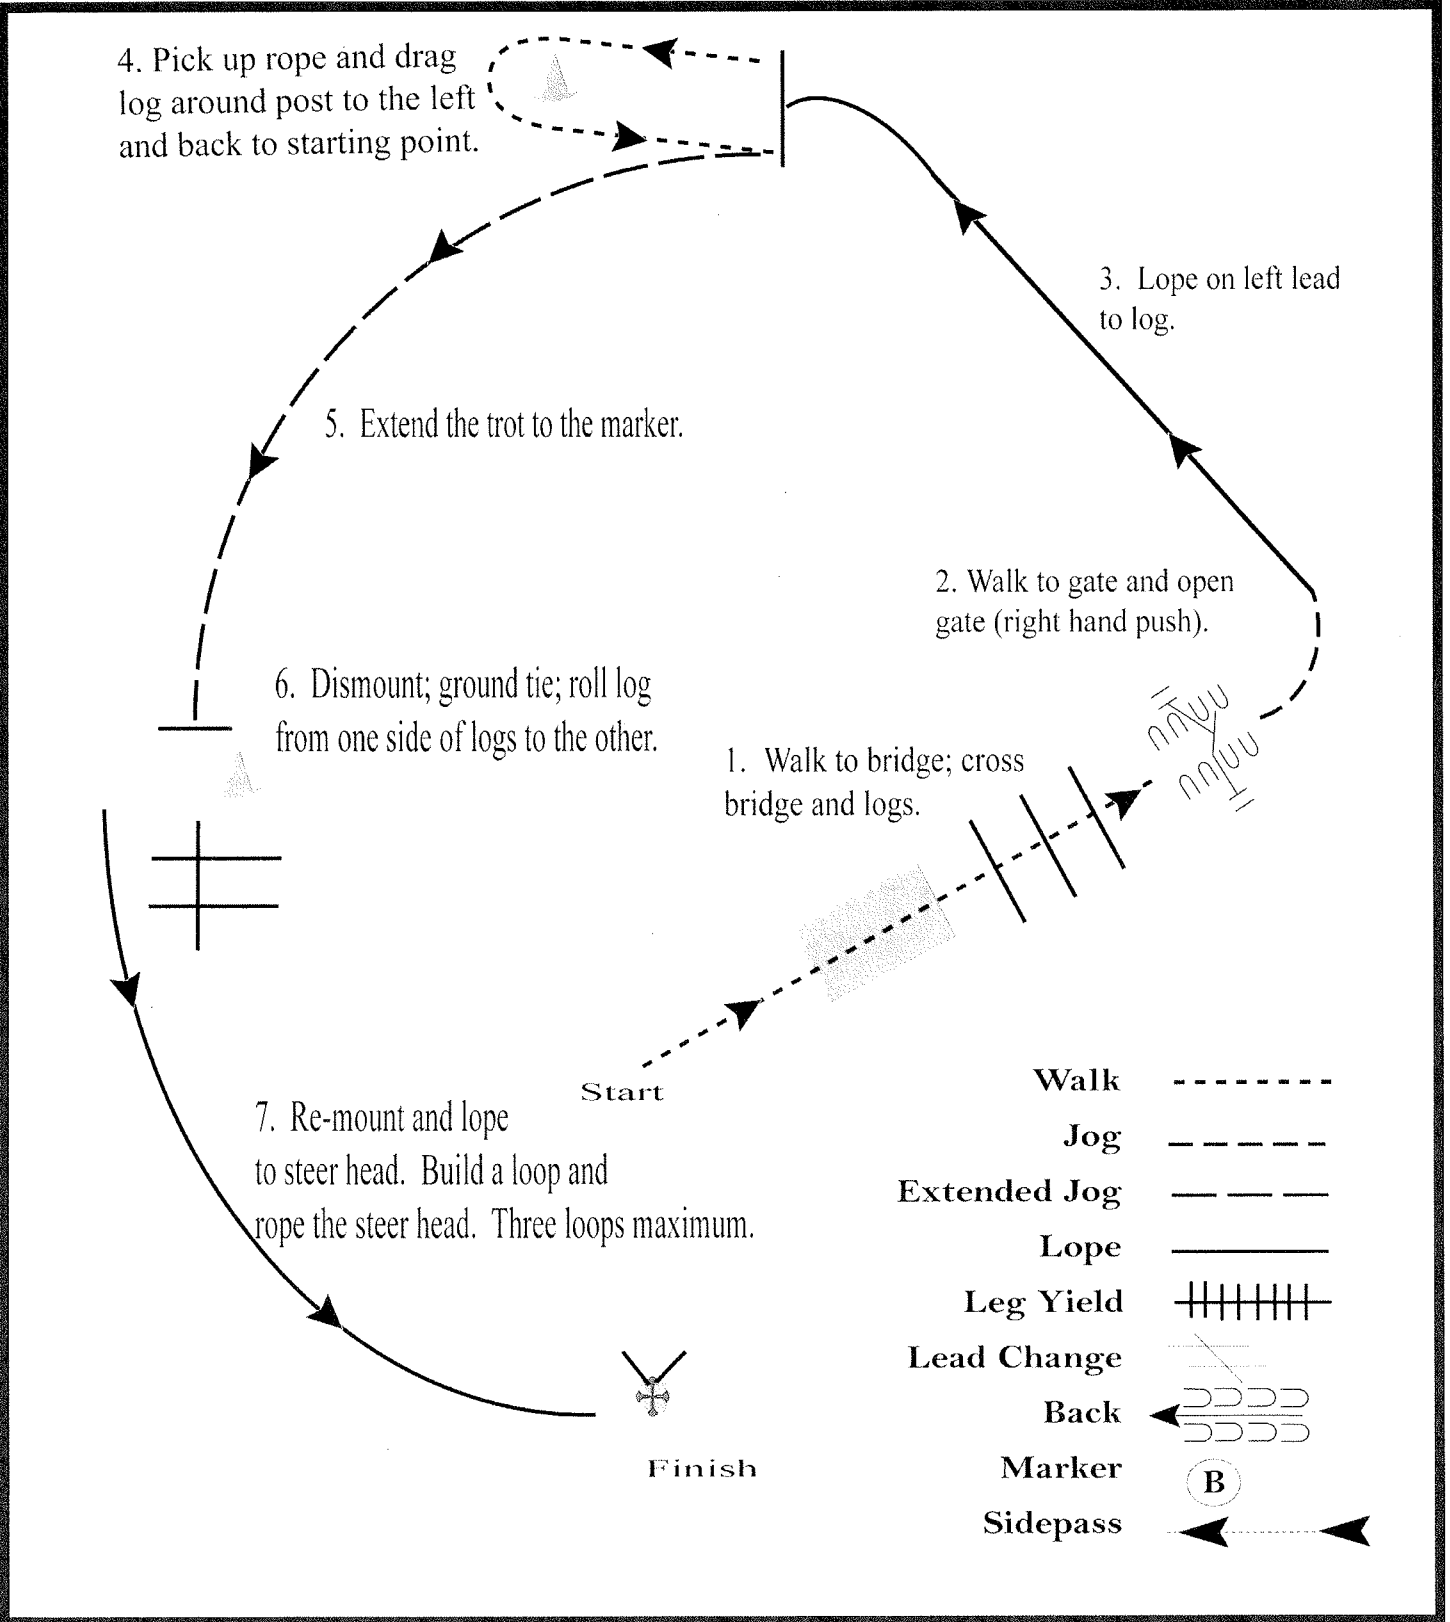 4. Pick up rope and drag
log around post to the left
and back to starting point.
3. Lope on left lead
to log.
5. Extend the trot to the marker.
2. Walk to gate and open
gate (right hand push).
6. Dismount; ground tie; roll log
from one side of logs to the other.
1. Walk to bridge; cross
bridge and logs.
Start
7. Re-mount and lope
to steer head. Build a loop and
rope the steer head. Three loops maximum.
Finish
Walk
Jog
Extended Jog
Lope
Leg Yield
Lead Change
Back
Marker B
Sidepass